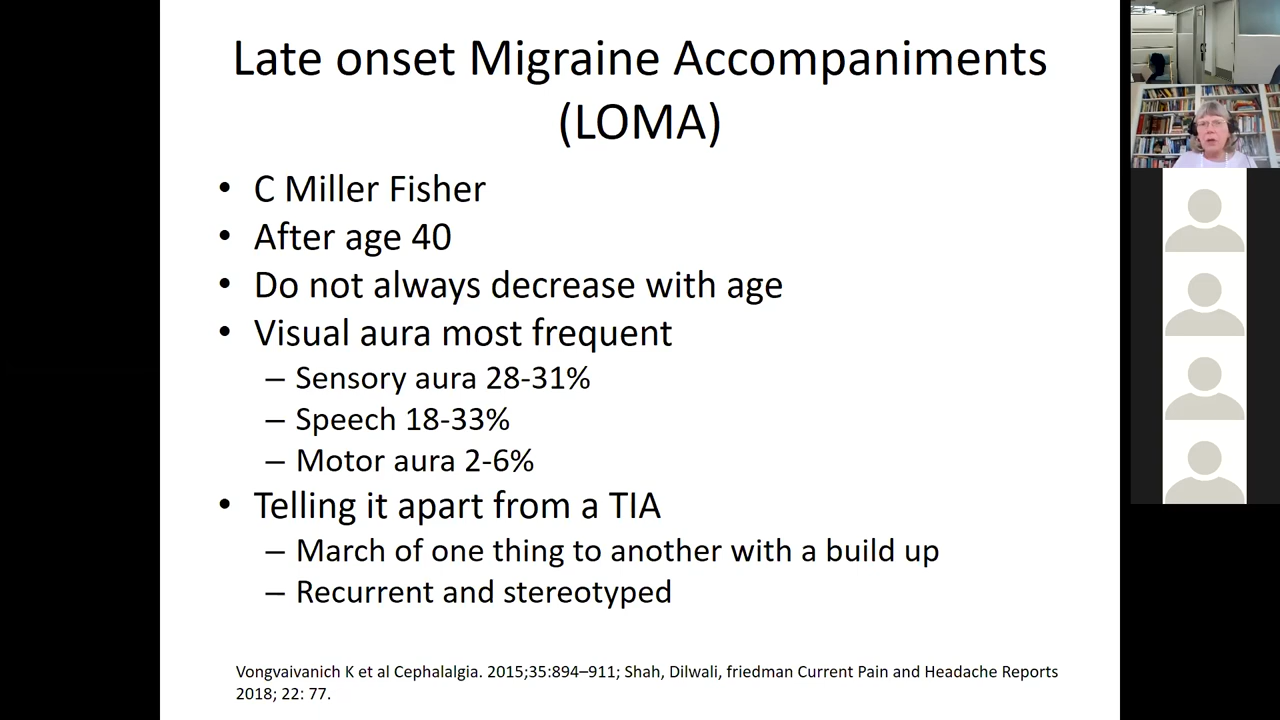 Late onset Migraine Accompaniments
(LOMA)
• C Miller Fisher
• After age 40
• Do not always decrease with age
• Visual aura most frequent
– Sensory aura 28-31%
– Speech 18-33%
– Motor aura 2-6%
• Telling it apart from a TIA
– March of one thing to another with a build up
– Recurrent and stereotyped
Vongvaivanich K et al Cephalalgia. 2015;35:894–911; Shah, Dilwali, friedman Current Pain and Headache Reports
2018; 22: 77.